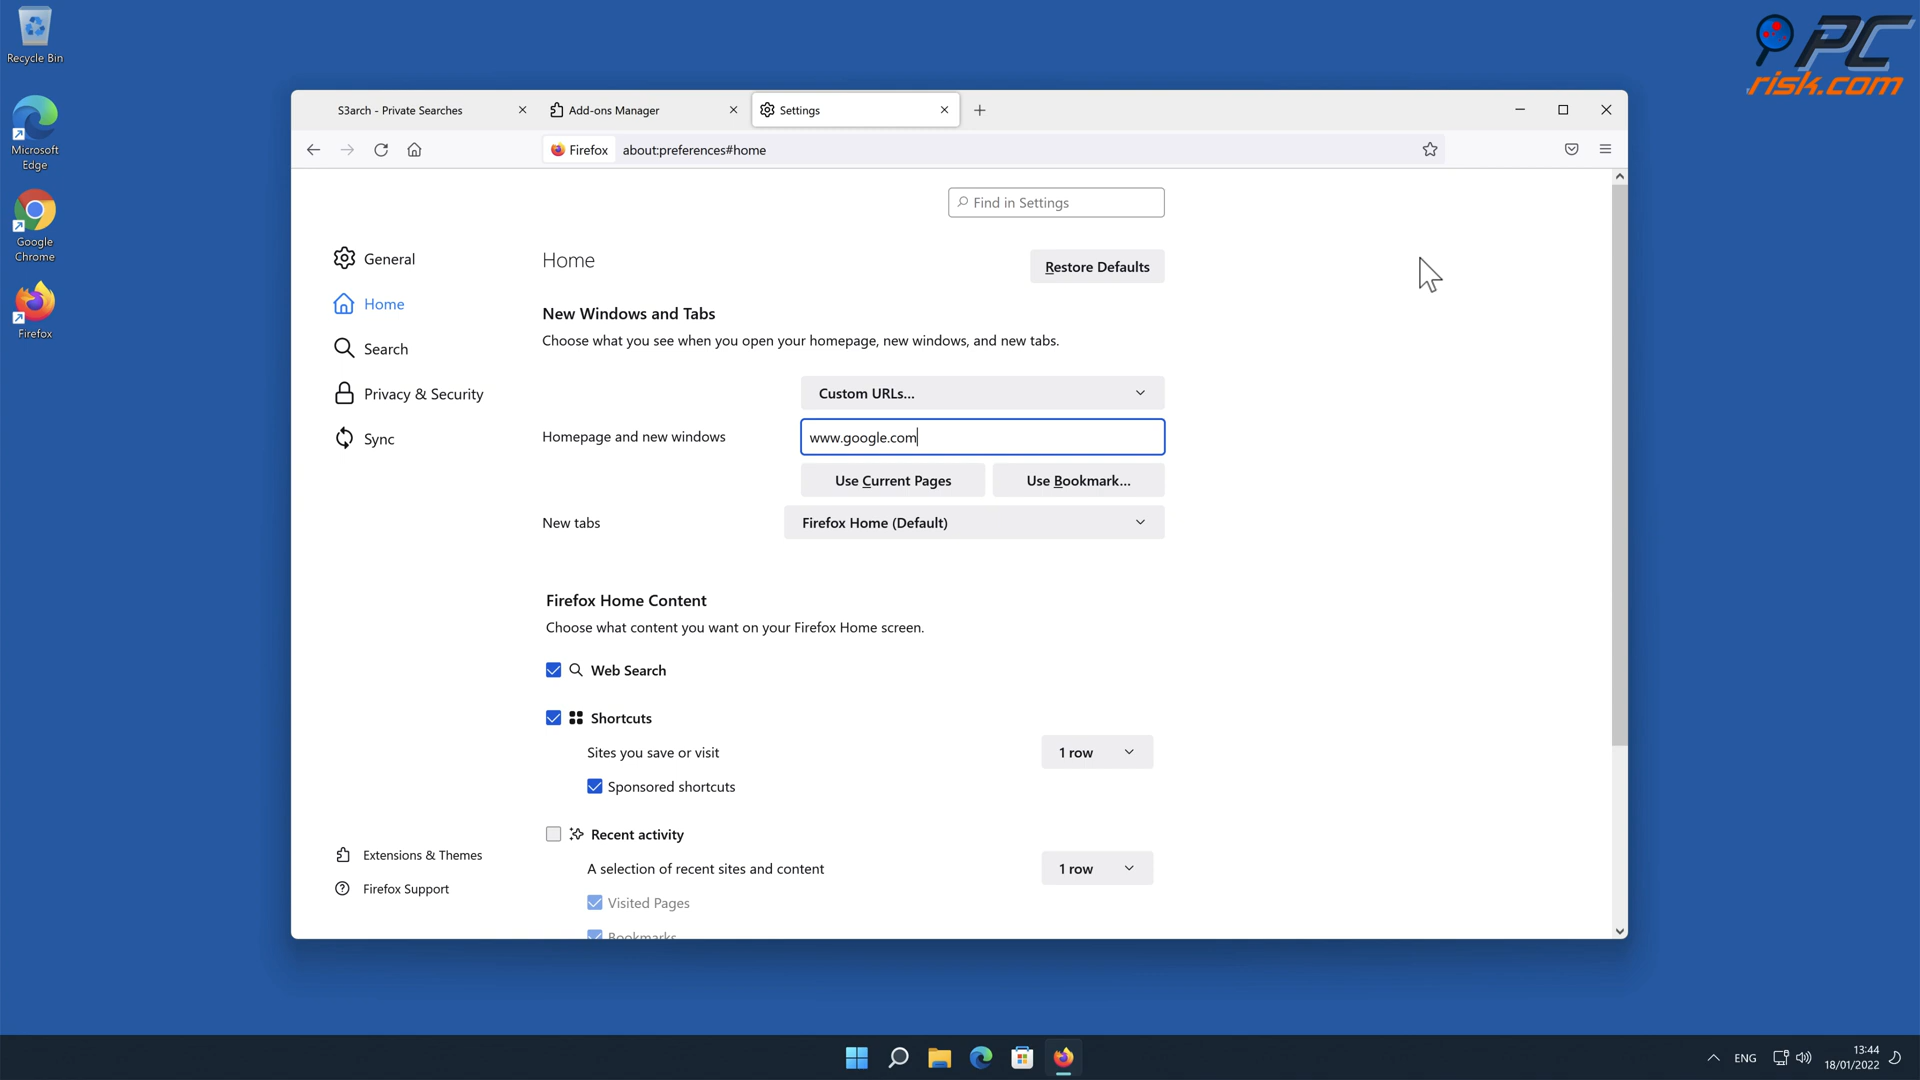 Recycle Bin
Microsoft
Edge
Google
Chrome
Firefox
PC
risk.com
S3arch - Private Searches
Add-ons Manager
Settings
Firefox
about:preferences#home
Find in Settings
General
Home
Search
Privacy & Security
Sync
Extensions & Themes
Firefox Support
Home
Restore Defaults
New Windows and Tabs
Choose what you see when you open your homepage, new windows, and new tabs.
Custom URLs...
Homepage and new windows
www.google.com
Use Current Pages
Use Bookmark...
New tabs
Firefox Home (Default)
Firefox Home Content
Choose what content you want on your Firefox Home screen.
Web Search
Shortcuts
Sites you save or visit
1 row
Sponsored shortcuts
Recent activity
A selection of recent sites and content
1 row
Visited Pages
Bookmarks
ENG
13:44
18/01/2022